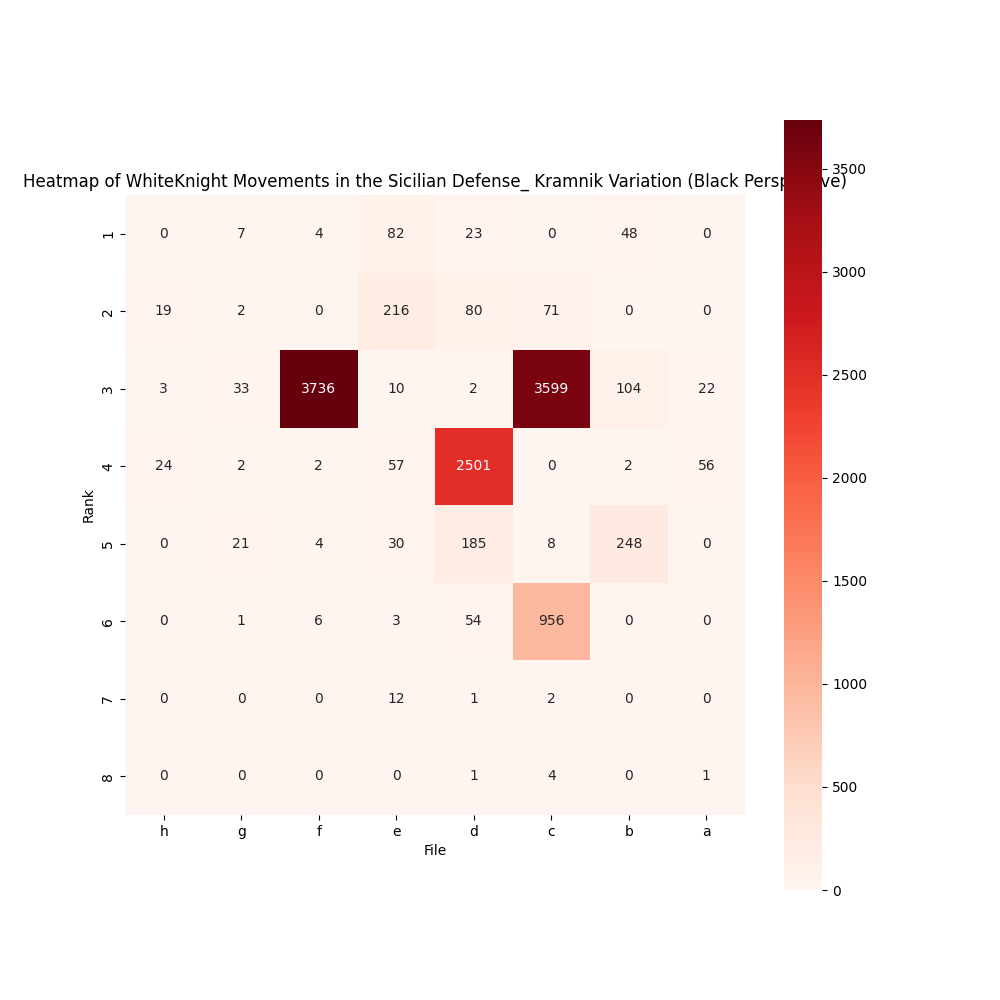 Heatmap of WhiteKnight Movements in the Sicilian Defense_ Kramnik Variation (Black Perspective)
3500
1 0 7 4 82 23 0 48 0
3000
2 19 2 0 216 80 71 0 0
3 3 33 3736 10 2 3599 104 22
2500
4 24 2 2 57 2501 0 2 56
2000
Rank
5 0 21 4 30 185 8 248 0
1500
6 0 1 6 3 54 956 0 0
1000
7 0 0 0 12 1 2 0 0
8 0 0 0 0 1 4 0 1
500
h g f e d c b a
File
0